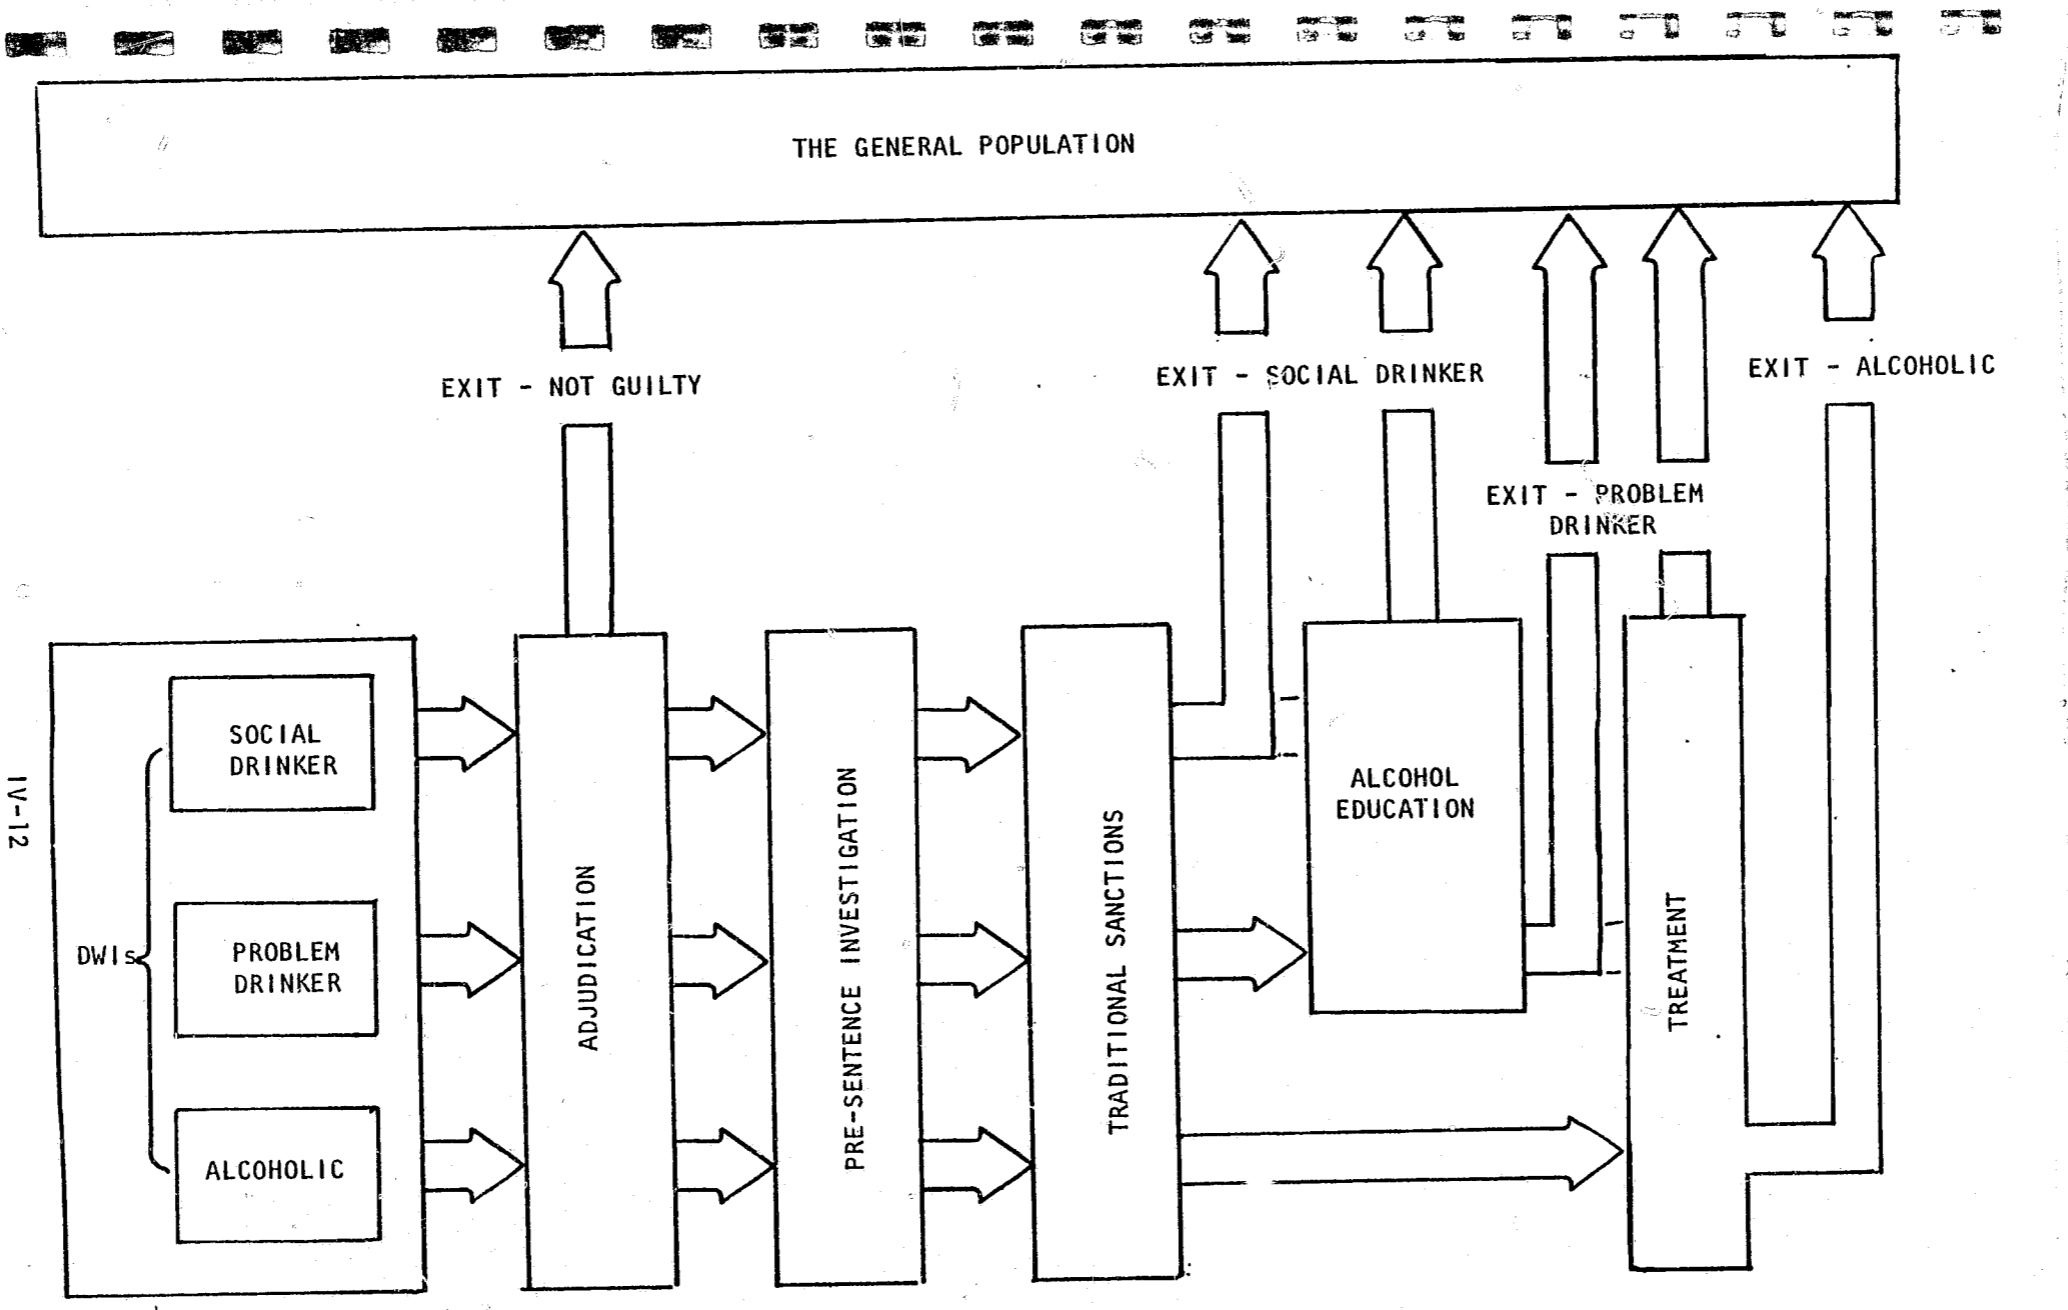 THE GENERAL POPULATION
EXIT - NOT GUILTY
EXIT - SOCIAL DRINKER
EXIT - ALCOHOLIC
EXIT - PROBLEM
DRINKER
DWIs
SOCIAL
DRINKER
PROBLEM
DRINKER
ALCOHOLIC
ADJUDICATION
PRE-SENTENCE INVESTIGATION
TRADITIONAL SANCTIONS
ALCOHOL
EDUCATION
TREATMENT
IV-12